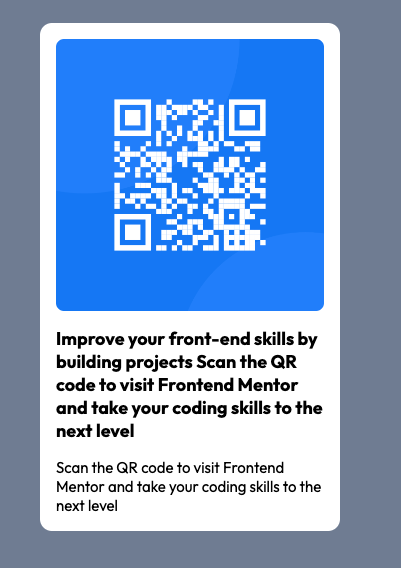 Improve your front-end skills by
building projects Scan the QR
code to visit Frontend Mentor
and take your coding skills to the
next level
Scan the QR code to visit Frontend
Mentor and take your coding skills to the
next level